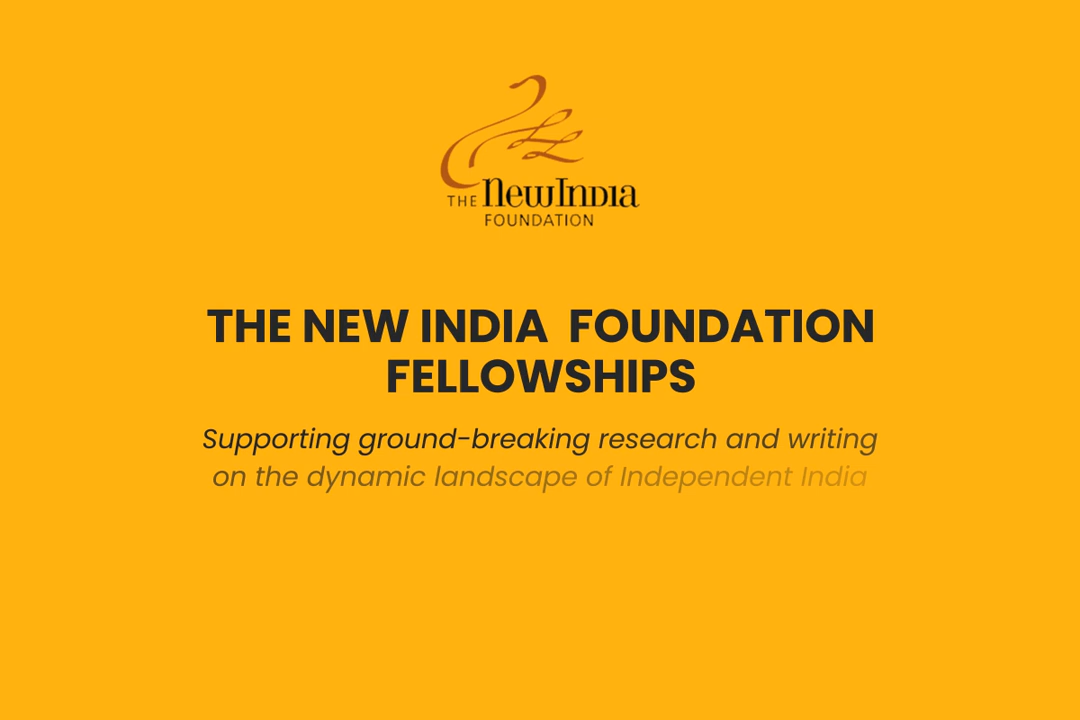 THE NewIndia
FOUNDATION
THE NEW INDIA FOUNDATION
FELLOWSHIPS
Supporting ground-breaking research and writing
on the dynamic landscape of Independent India